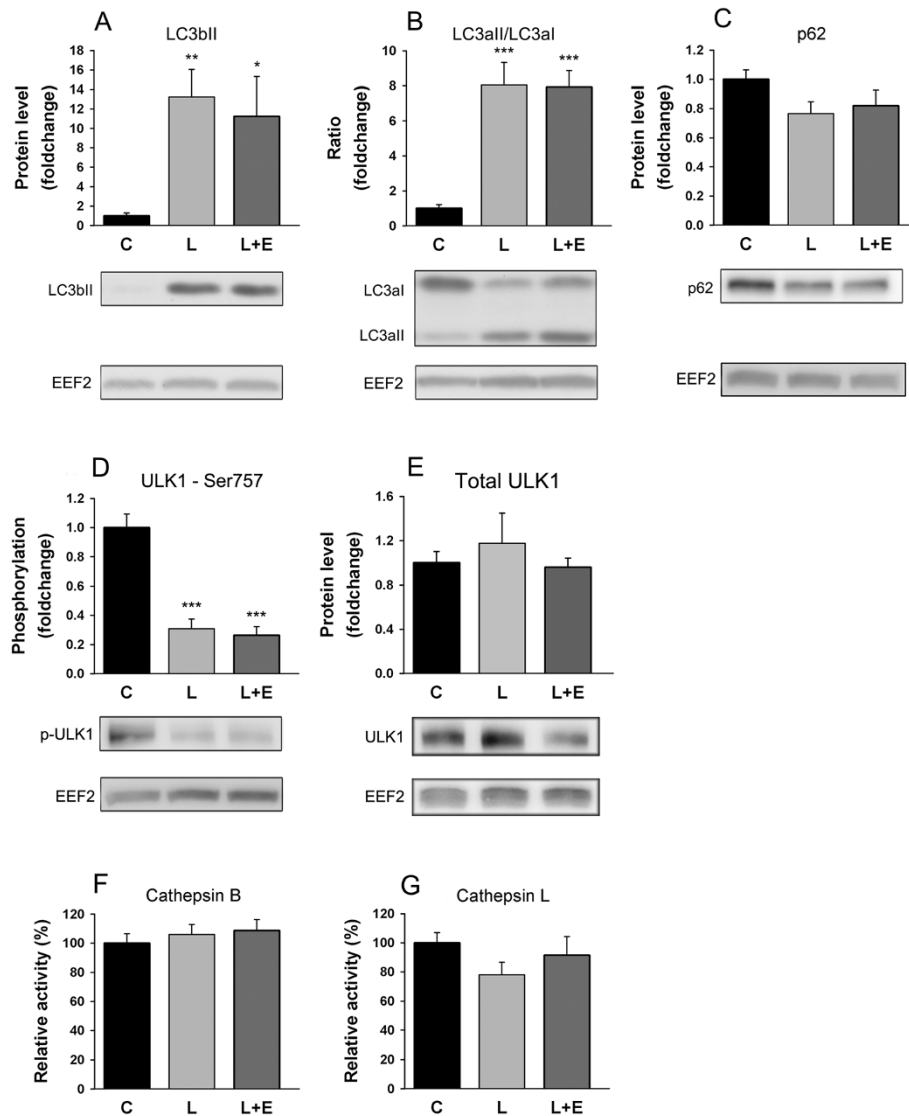 A
LC3bII
Protein level
(foldchange)
18
16
14
12
10
8
6
4
2
0
**
*
C L L+E
LC3bII
EEF2
B
LC3aII/LC3aI
Ratio
(foldchange)
10
8
6
4
2
0
***
***
C L L+E
LC3aI
LC3aII
EEF2
C
p62
Protein level
(foldchange)
1.2
1.0
0.8
0.6
0.4
0.2
0.0
C L L+E
p62
EEF2
D
ULK1 - Ser757
Phosphorylation
(foldchange)
1.2
1.0
0.8
0.6
0.4
0.2
0.0
***
***
C L L+E
p-ULK1
EEF2
E
Total ULK1
Protein level
(foldchange)
1.6
1.2
0.8
0.4
0.0
C L L+E
ULK1
EEF2
F
Cathepsin B
Relative activity (%)
120
100
80
60
40
20
0
C L L+E
G
Cathepsin L
Relative activity (%)
120
100
80
60
40
20
0
C L L+E